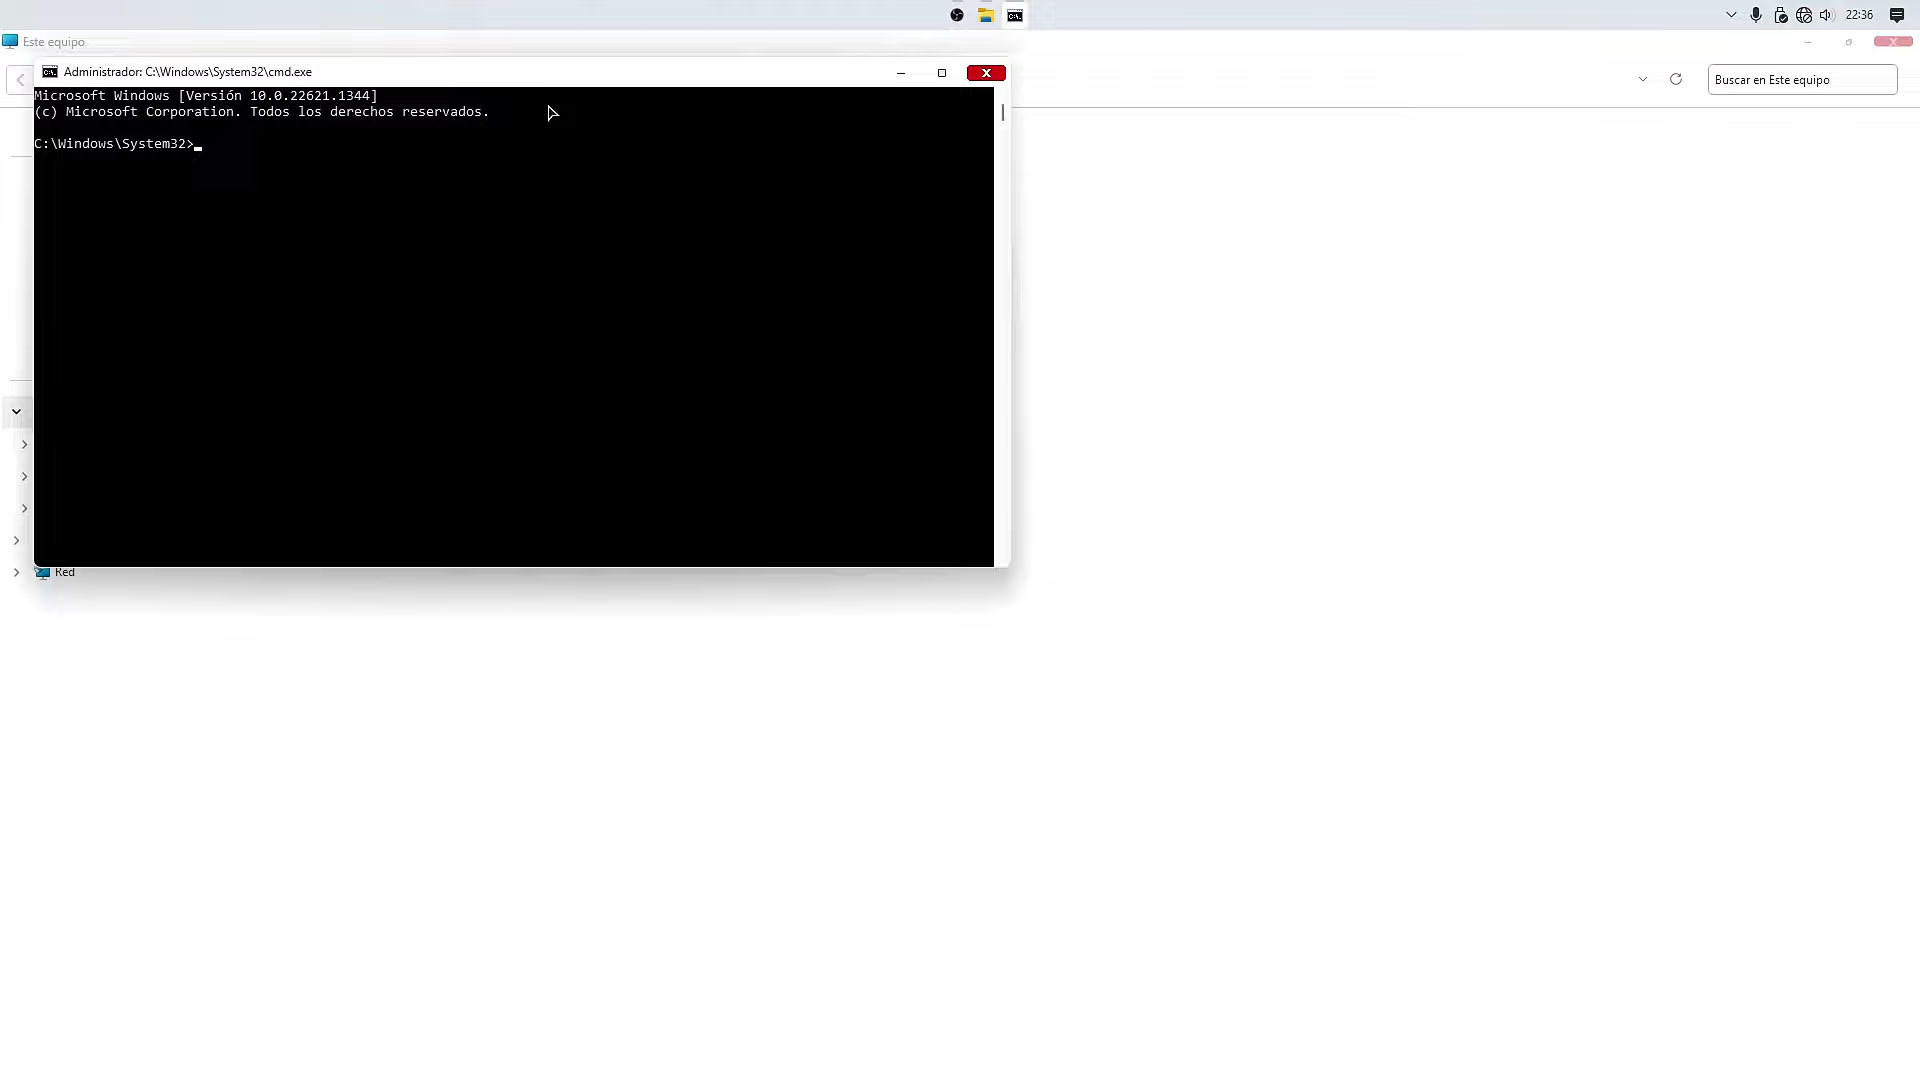 22:36
Este equipo
Administrador: C:\Windows\System32\cmd.exe
Buscar en Este equipo
Microsoft Windows [Versión 10.0.22621.1344]
(c) Microsoft Corporation. Todos los derechos reservados.
C:\Windows\System32>
Red